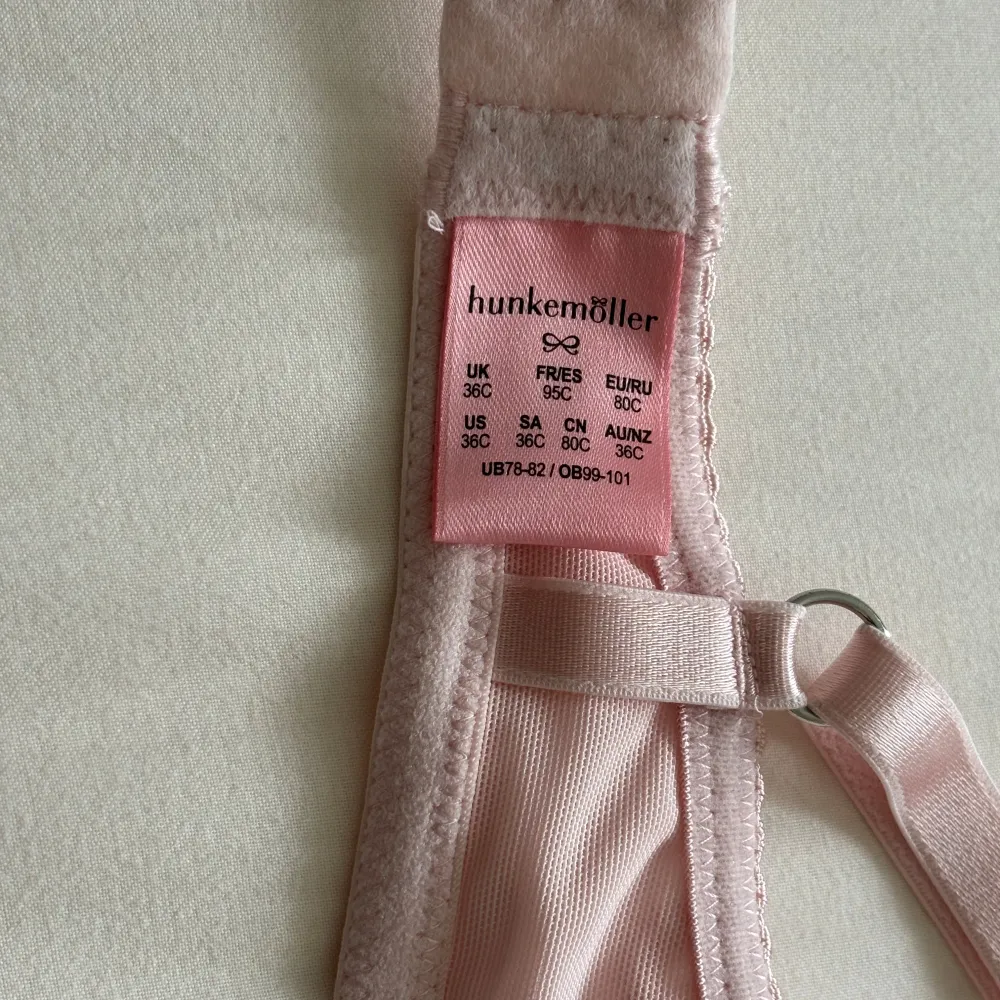 hunkemöller
UK FR/ES EU/RU
36C 95C 80C
US SA CN AU/NZ
36C 36C 80C 36C
UB78-82 / OB99-101